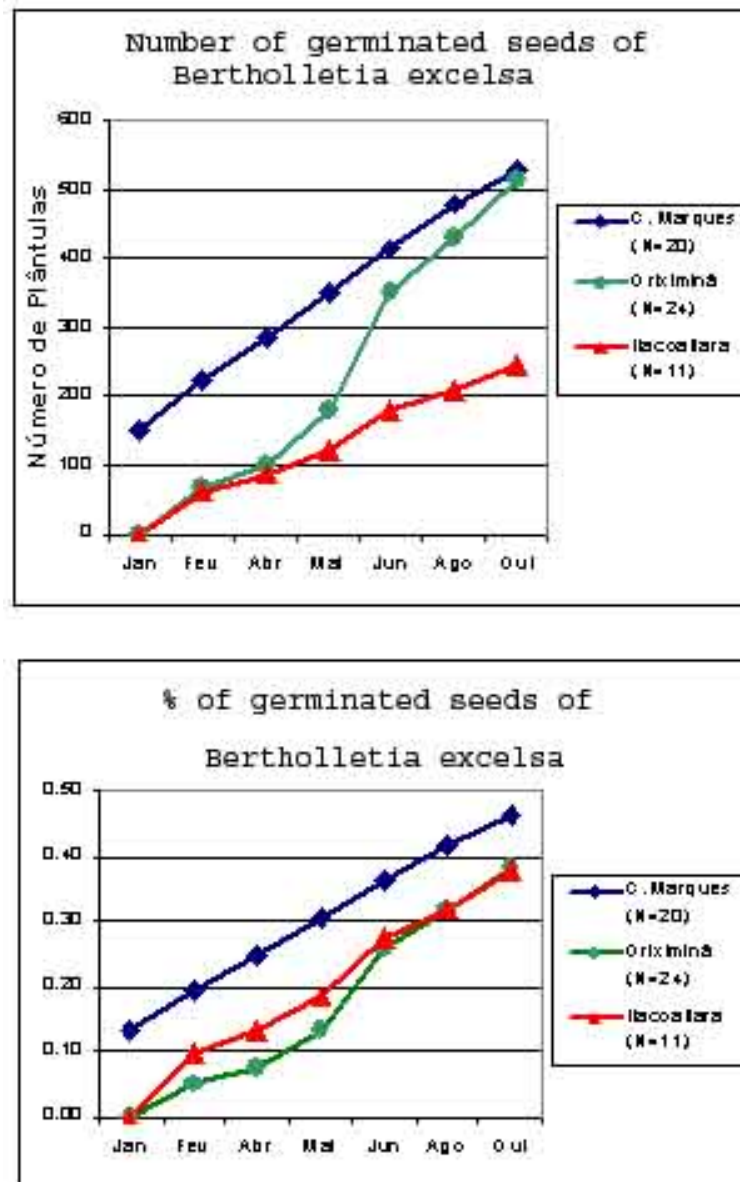 Number of germinated seeds of
Bertholletia excelsa
Número de Plântulas
600
500
400
300
200
100
0
Jan Feu Abr Mai Jun Ago Out
C. Marques
(N=20)
Oriximiná
(N=24)
Itacoatiara
(N=11)
% of germinated seeds of
Bertholletia excelsa
0.50
0.40
0.30
0.20
0.10
0.00
Jan Feu Abr Mai Jun Ago Out
C. Marques
(N=20)
Oriximiná
(N=24)
Itacoatiara
(N=11)